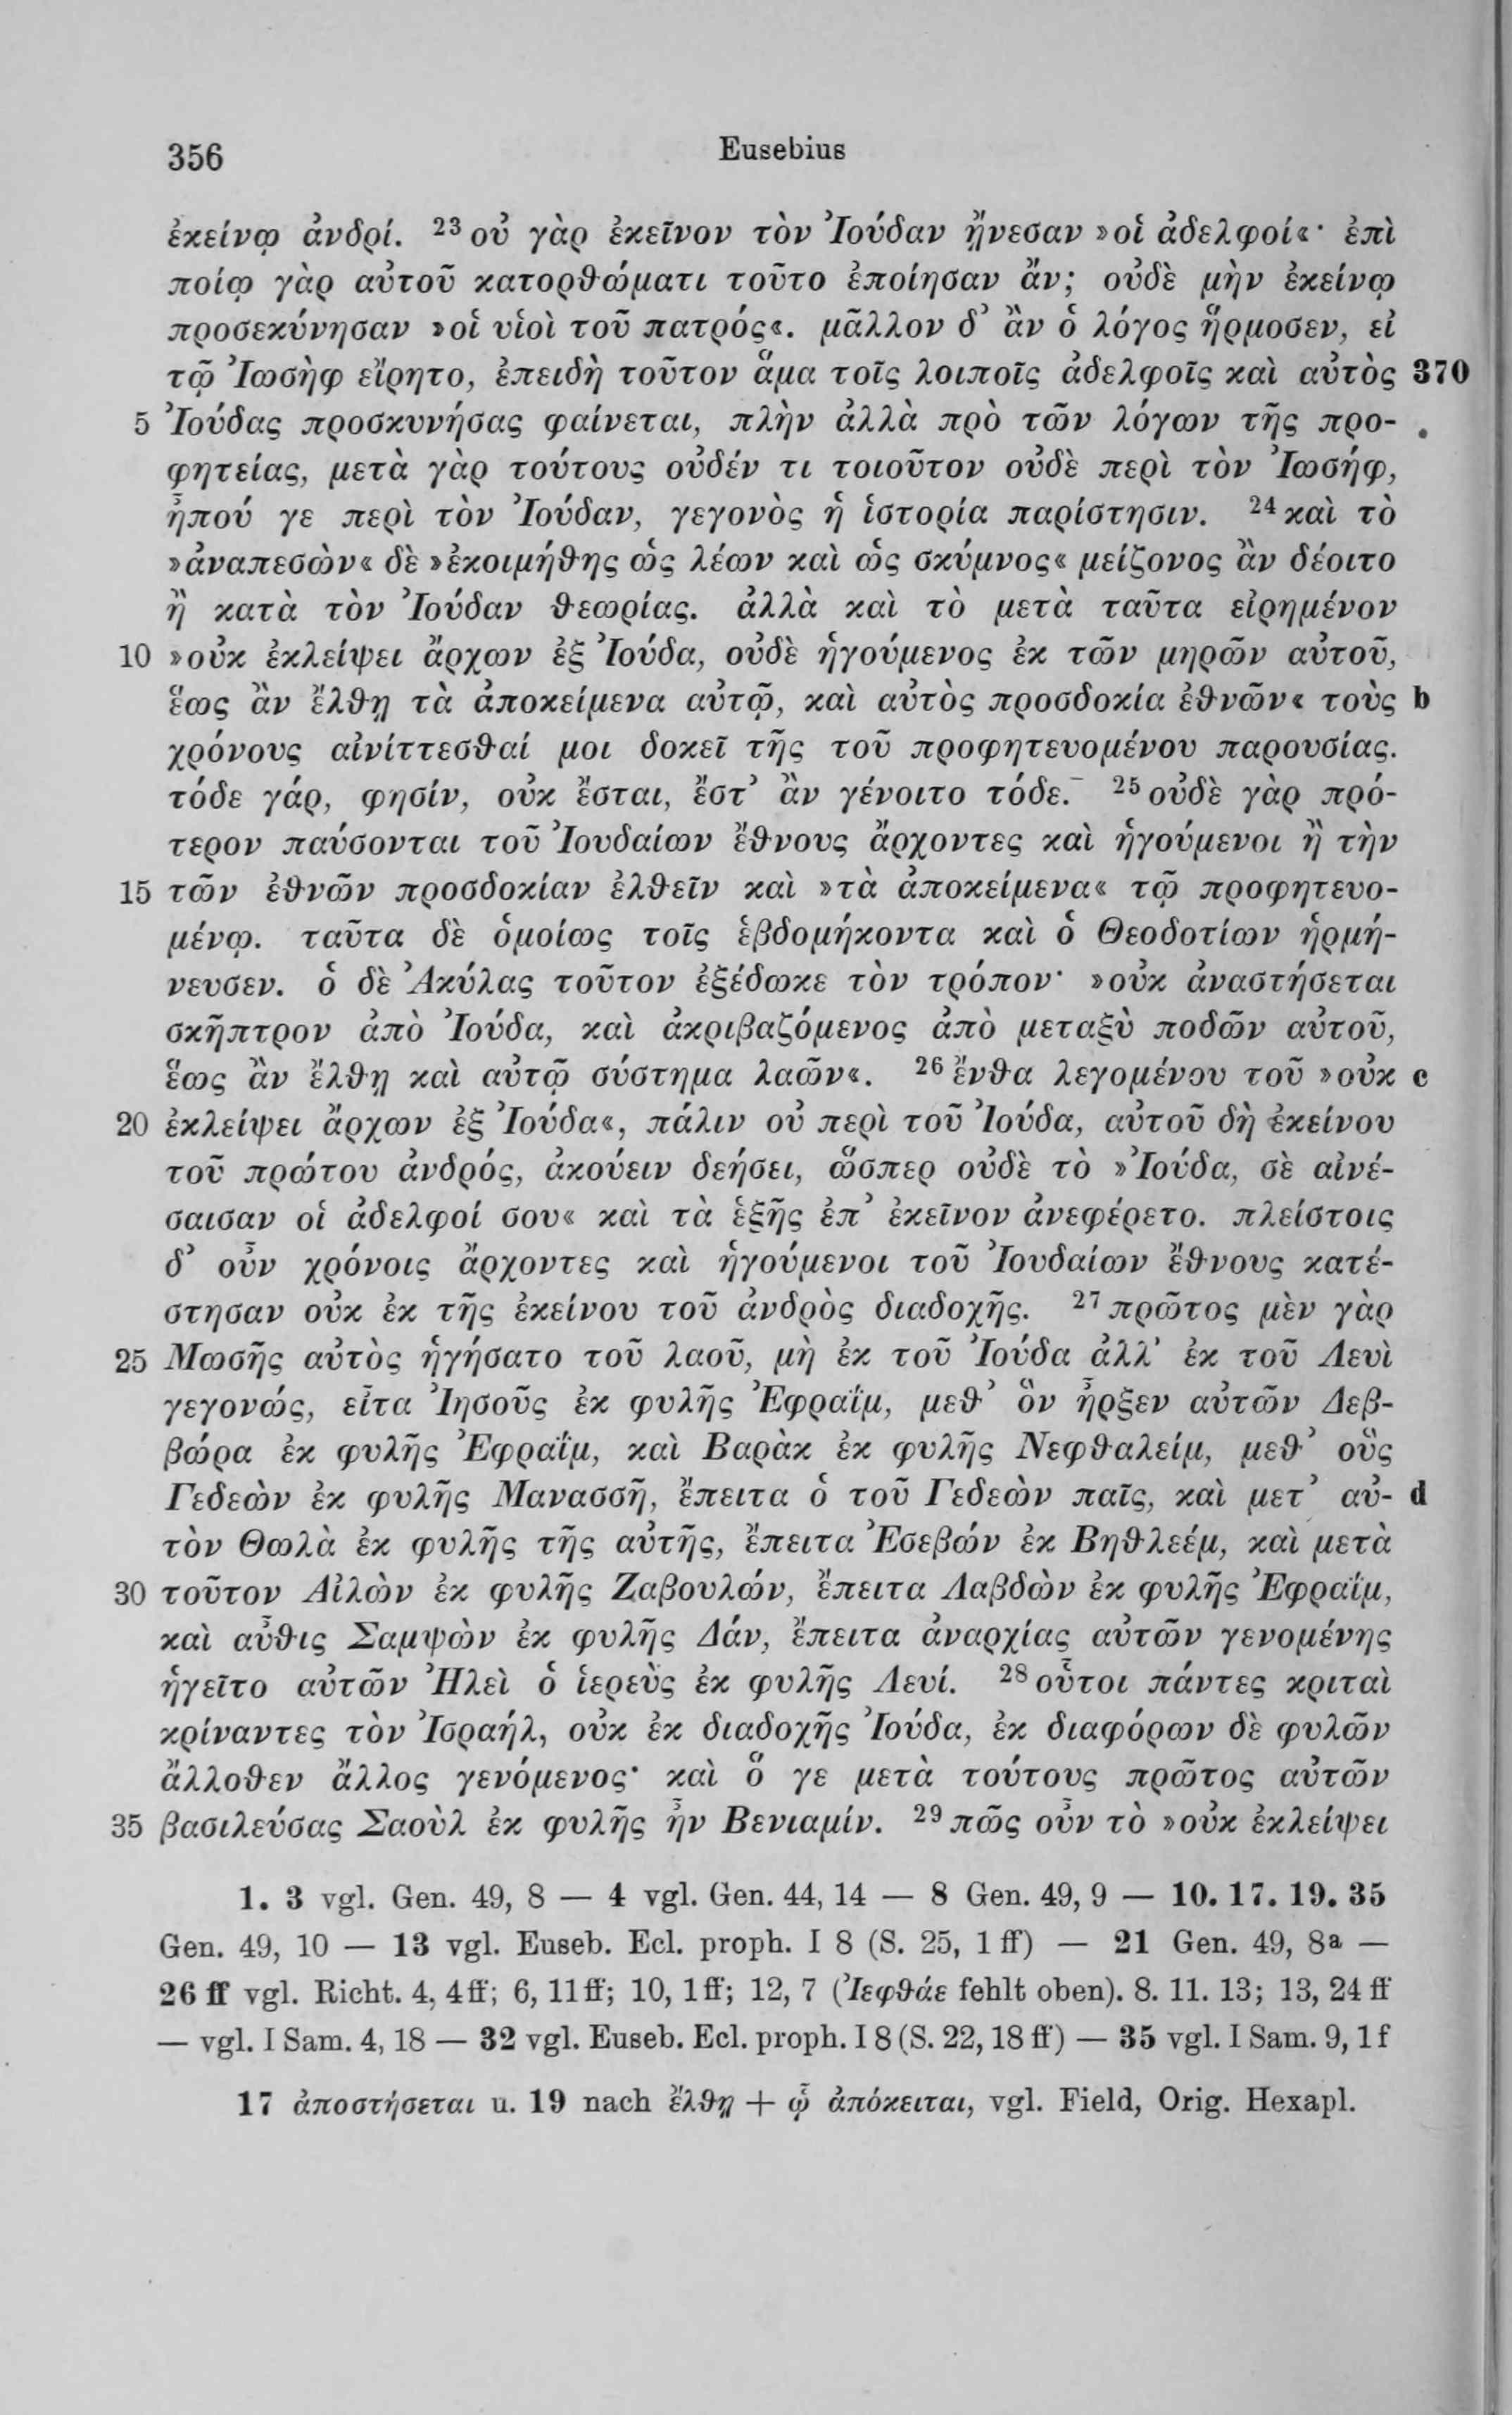 356 Eusebius
ἐκείνῳ ἀνδρί. ²³ οὐ γὰρ ἐκεῖνον τὸν Ἰούδαν ᾔνεσαν »οἱ ἀδελφοί«· ἐπὶ
ποίῳ γὰρ αὐτοῦ κατορθώματι τοῦτο ἐποίησαν ἄν; οὐδὲ μὴν ἐκείνῳ
προσεκύνησαν »οἱ υἱοὶ τοῦ πατρός«. μᾶλλον δ’ ἂν ὁ λόγος ἥρμοσεν, εἰ
τῷ Ἰωσὴφ εἴρητο, ἐπειδὴ τοῦτον ἅμα τοῖς λοιποῖς ἀδελφοῖς καὶ αὐτὸς 370
5 Ἰούδας προσκυνήσας φαίνεται, πλὴν ἀλλὰ πρὸ τῶν λόγων τῆς προ-
φητείας, μετὰ γὰρ τούτους οὐδέν τι τοιοῦτον οὐδὲ περὶ τὸν Ἰωσήφ,
ἦπού γε περὶ τὸν Ἰούδαν, γεγονὸς ἡ ἱστορία παρίστησιν. ²⁴ καὶ τὸ
»ἀναπεσὼν« δὲ »ἐκοιμήθης ὡς λέων καὶ ὡς σκύμνος« μείζονος ἂν δέοιτο
ἢ κατὰ τὸν Ἰούδαν θεωρίας. ἀλλὰ καὶ τὸ μετὰ ταῦτα εἰρημένον
10 »οὐκ ἐκλείψει ἄρχων ἐξ Ἰούδα, οὐδὲ ἡγούμενος ἐκ τῶν μηρῶν αὐτοῦ,
ἕως ἂν ἔλθῃ τὰ ἀποκείμενα αὐτῷ, καὶ αὐτὸς προσδοκία ἐθνῶν« τοὺς b
χρόνους αἰνίττεσθαί μοι δοκεῖ τῆς τοῦ προφητευομένου παρουσίας.
τόδε γάρ, φησίν, οὐκ ἔσται, ἔστ’ ἂν γένοιτο τόδε. ²⁵ οὐδὲ γὰρ πρό-
τερον παύσονται τοῦ Ἰουδαίων ἔθνους ἄρχοντες καὶ ἡγούμενοι ἢ τὴν
15 τῶν ἐθνῶν προσδοκίαν ἐλθεῖν καὶ »τὰ ἀποκείμενα« τῷ προφητευο-
μένῳ. ταῦτα δὲ ὁμοίως τοῖς ἑβδομήκοντα καὶ ὁ Θεοδοτίων ἡρμή-
νευσεν. ὁ δὲ Ἀκύλας τοῦτον ἐξέδωκε τὸν τρόπον· »οὐκ ἀναστήσεται
σκῆπτρον ἀπὸ Ἰούδα, καὶ ἀκριβαζόμενος ἀπὸ μεταξὺ ποδῶν αὐτοῦ,
ἕως ἂν ἔλθῃ καὶ αὐτῷ σύστημα λαῶν«. ²⁶ ἔνθα λεγομένου τοῦ »οὐκ c
20 ἐκλείψει ἄρχων ἐξ Ἰούδα«, πάλιν οὐ περὶ τοῦ Ἰούδα, αὐτοῦ δὴ ἐκείνου
τοῦ πρώτου ἀνδρός, ἀκούειν δεήσει, ὥσπερ οὐδὲ τὸ »Ἰούδα, σὲ αἰνέ-
σαισαν οἱ ἀδελφοί σου« καὶ τὰ ἑξῆς ἐπ’ ἐκεῖνον ἀνεφέρετο. πλείστοις
δ’ οὖν χρόνοις ἄρχοντες καὶ ἡγούμενοι τοῦ Ἰουδαίων ἔθνους κατέ-
στησαν οὐκ ἐκ τῆς ἐκείνου τοῦ ἀνδρὸς διαδοχῆς. ²⁷ πρῶτος μὲν γὰρ
25 Μωσῆς αὐτὸς ἡγήσατο τοῦ λαοῦ, μὴ ἐκ τοῦ Ἰούδα ἀλλ’ ἐκ τοῦ Λευὶ
γεγονώς, εἶτα Ἰησοῦς ἐκ φυλῆς Ἐφραΐμ, μεθ’ ὃν ἦρξεν αὐτῶν Δεβ-
βώρα ἐκ φυλῆς Ἐφραΐμ, καὶ Βαρὰκ ἐκ φυλῆς Νεφθαλείμ, μεθ’ οὓς
Γεδεὼν ἐκ φυλῆς Μανασσῆ, ἔπειτα ὁ τοῦ Γεδεὼν παῖς, καὶ μετ’ αὐ- d
τὸν Θωλὰ ἐκ φυλῆς τῆς αὐτῆς, ἔπειτα Ἐσεβών ἐκ Βηθλεέμ, καὶ μετὰ
30 τοῦτον Αἰλὼν ἐκ φυλῆς Ζαβουλών, ἔπειτα Λαβδὼν ἐκ φυλῆς Ἐφραΐμ,
καὶ αὖθις Σαμψὼν ἐκ φυλῆς Δάν, ἔπειτα ἀναρχίας αὐτῶν γενομένης
ἡγεῖτο αὐτῶν Ἠλεὶ ὁ ἱερεὺς ἐκ φυλῆς Λευί. ²⁸ οὗτοι πάντες κριταὶ
κρίναντες τὸν Ἰσραήλ, οὐκ ἐκ διαδοχῆς Ἰούδα, ἐκ διαφόρων δὲ φυλῶν
ἄλλοθεν ἄλλος γενόμενος· καὶ ὅ γε μετὰ τούτους πρῶτος αὐτῶν
35 βασιλεύσας Σαοὺλ ἐκ φυλῆς ἦν Βενιαμίν. ²⁹ πῶς οὖν τὸ »οὐκ ἐκλείψει
1. 3 vgl. Gen. 49, 8 — 4 vgl. Gen. 44, 14 — 8 Gen. 49, 9 — 10. 17. 19. 35
Gen. 49, 10 — 13 vgl. Euseb. Ecl. proph. I 8 (S. 25, 1 ff) — 21 Gen. 49, 8ª —
26 ff vgl. Richt. 4, 4 ff; 6, 11 ff; 10, 1 ff; 12, 7 (Ἰεφθάε fehlt oben). 8. 11. 13; 13, 24 ff
— vgl. I Sam. 4, 18 — 32 vgl. Euseb. Ecl. proph. I 8 (S. 22, 18 ff) — 35 vgl. I Sam. 9, 1 f
17 ἀποστήσεται u. 19 nach ἔλθῃ + ᾧ ἀπόκειται, vgl. Field, Orig. Hexapl.